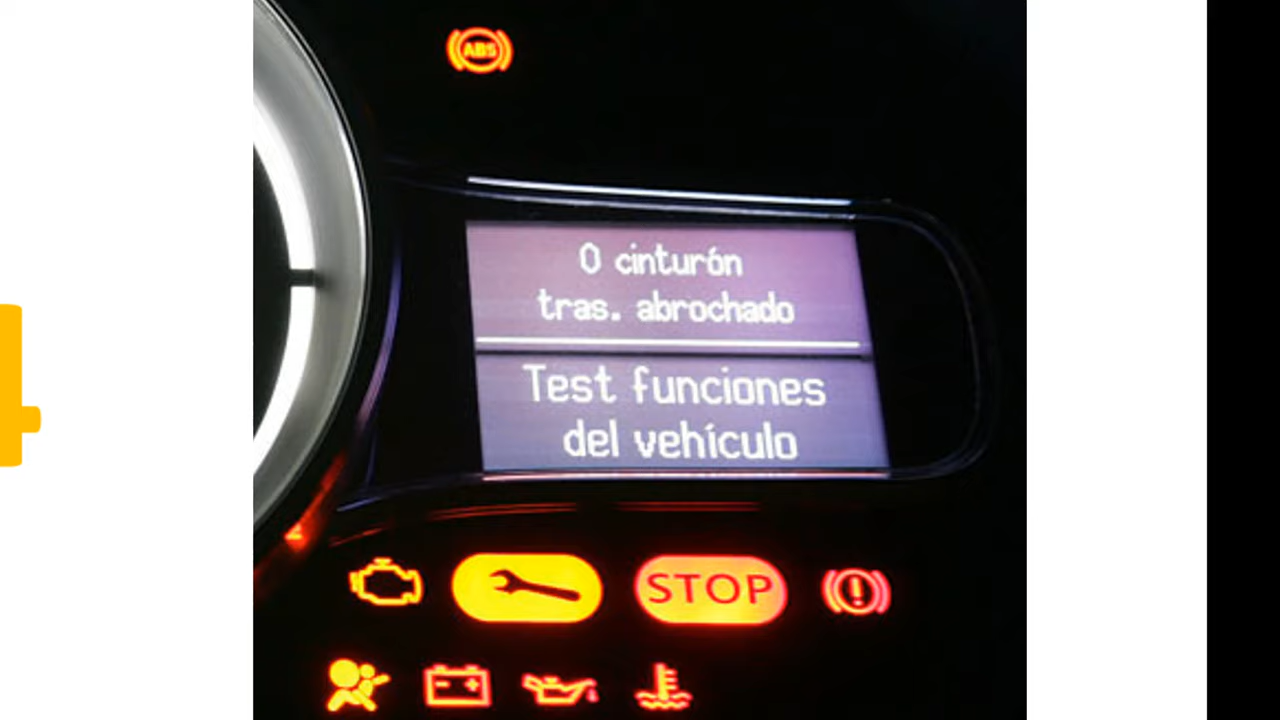 ABS
0 cinturón
tras. abrochado
Test funciones
del vehículo
STOP